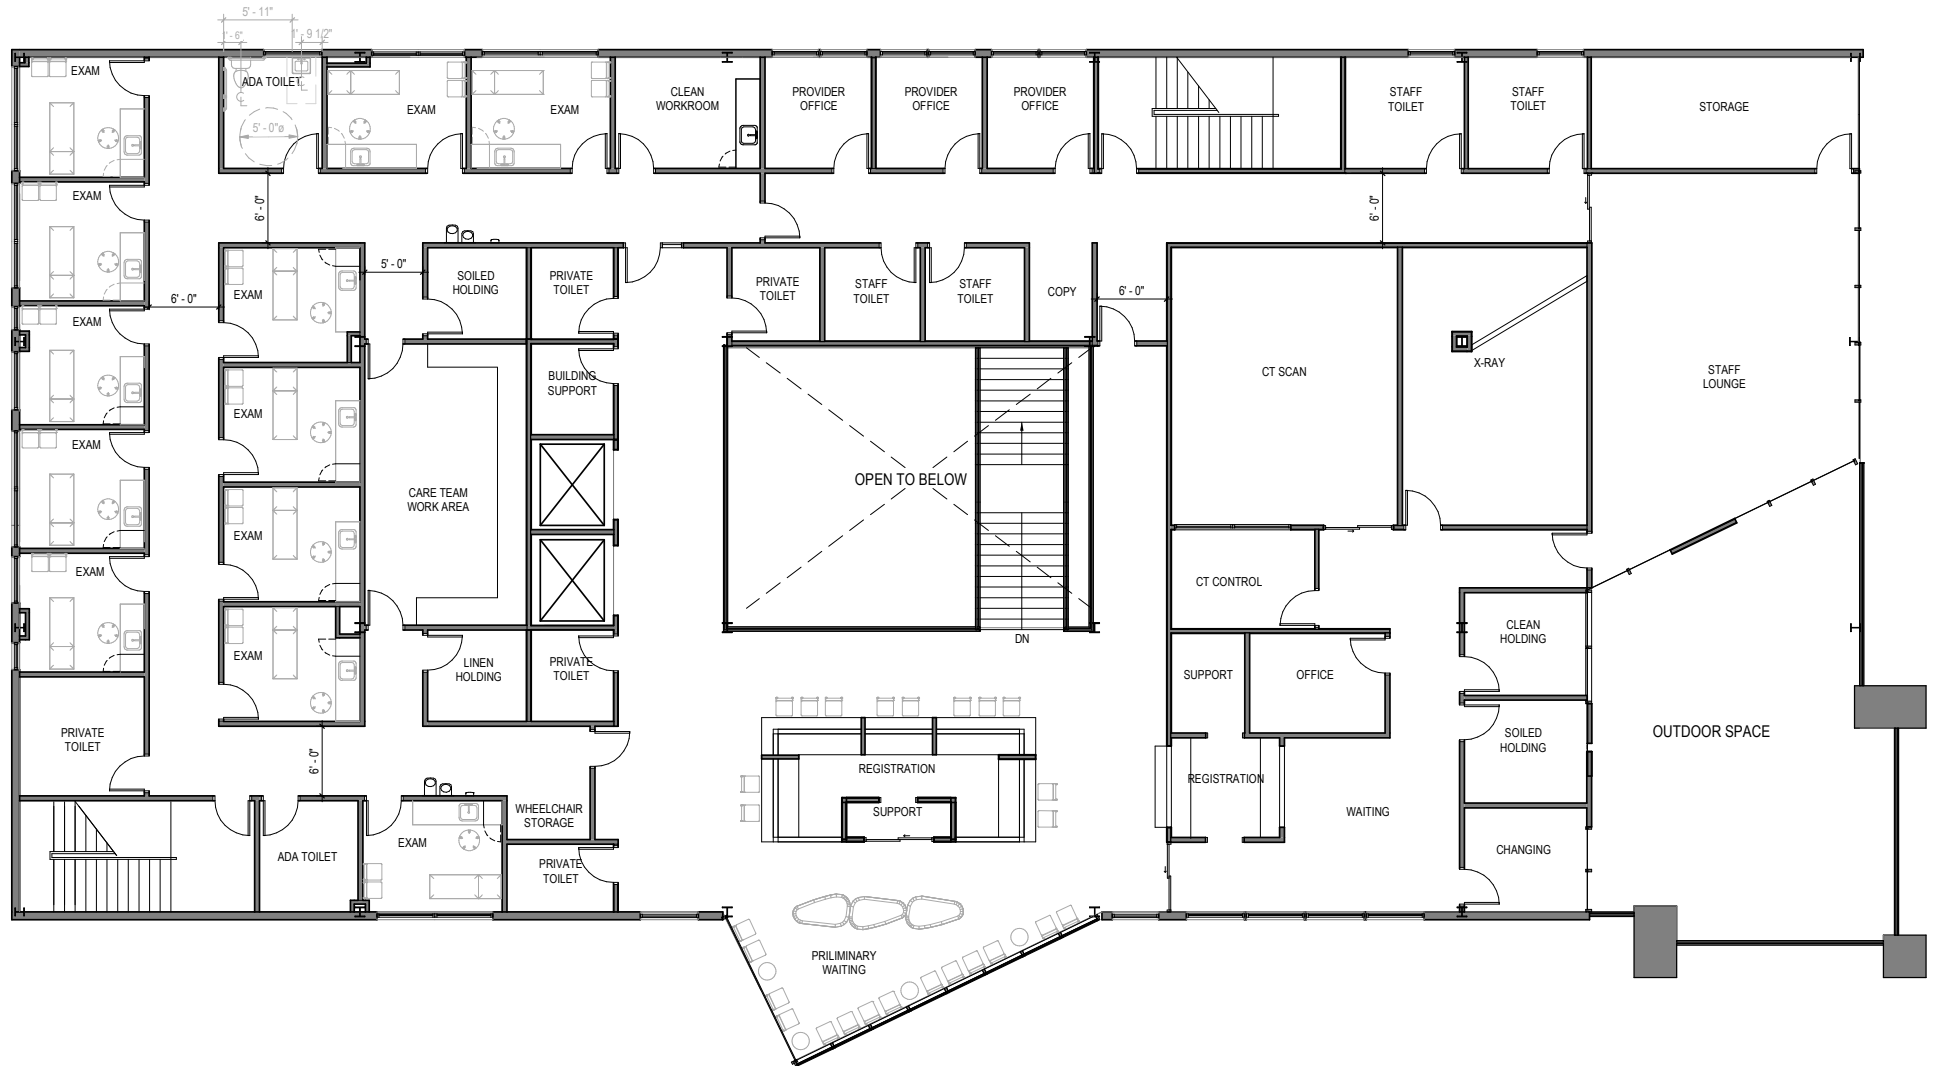 5' - 11"
1' - 6"
1' - 9 1/2"
EXAM
ADA TOILET
5' - 0"ø
EXAM
EXAM
CLEAN
WORKROOM
PROVIDER
OFFICE
PROVIDER
OFFICE
PROVIDER
OFFICE
STAFF
TOILET
STAFF
TOILET
STORAGE
EXAM
6' - 0"
6' - 0"
EXAM
6' - 0"
5' - 0"
SOILED
HOLDING
PRIVATE
TOILET
PRIVATE
TOILET
STAFF
TOILET
STAFF
TOILET
COPY
6' - 0"
EXAM
EXAM
BUILDING
SUPPORT
CT SCAN
X-RAY
STAFF
LOUNGE
EXAM
EXAM
CARE TEAM
WORK AREA
OPEN TO BELOW
EXAM
EXAM
CT CONTROL
EXAM
LINEN
HOLDING
PRIVATE
TOILET
DN
SUPPORT
OFFICE
CLEAN
HOLDING
PRIVATE
TOILET
6' - 0"
REGISTRATION
SUPPORT
REGISTRATION
WAITING
SOILED
HOLDING
OUTDOOR SPACE
WHEELCHAIR
STORAGE
ADA TOILET
EXAM
PRIVATE
TOILET
CHANGING
PRILIMINARY
WAITING